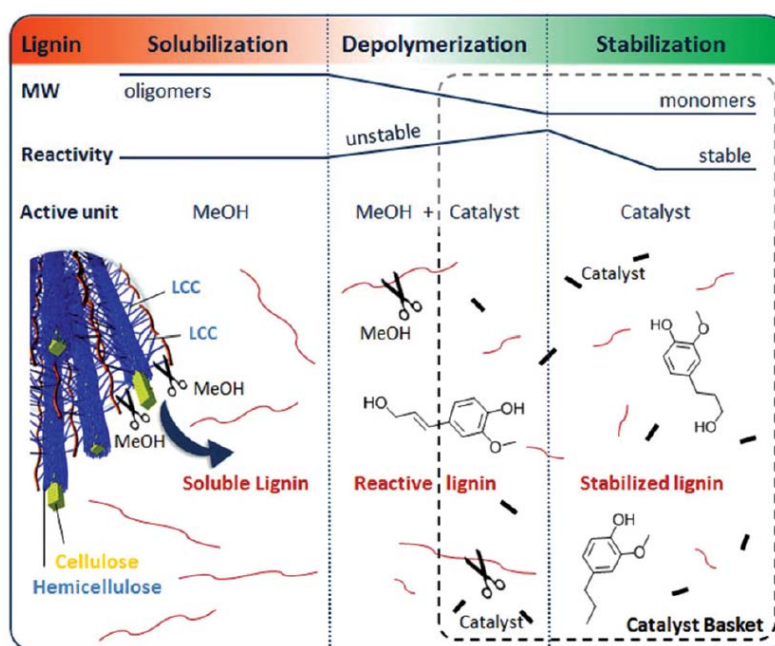 Lignin Solubilization Depolymerization Stabilization
MW oligomers monomers
Reactivity unstable stable
Active unit MeOH MeOH + Catalyst Catalyst
LCC
LCC
MeOH
MeOH
MeOH
Catalyst
HO
OH
O
HO
O
HO
Soluble Lignin Reactive lignin Stabilized lignin
Cellulose
Hemicellulose
OH
O
Catalyst
Catalyst Basket